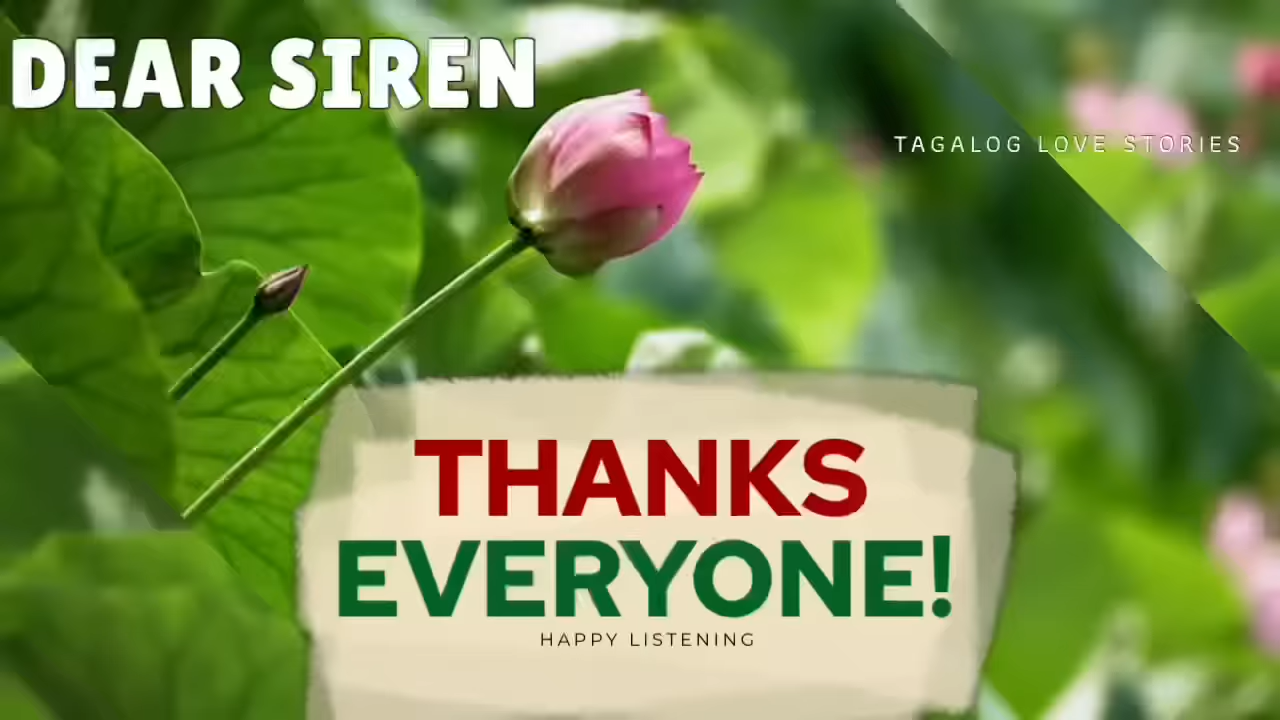 DEAR SIREN
TAGALOG LOVE STORIES
THANKS
EVERYONE!
HAPPY LISTENING